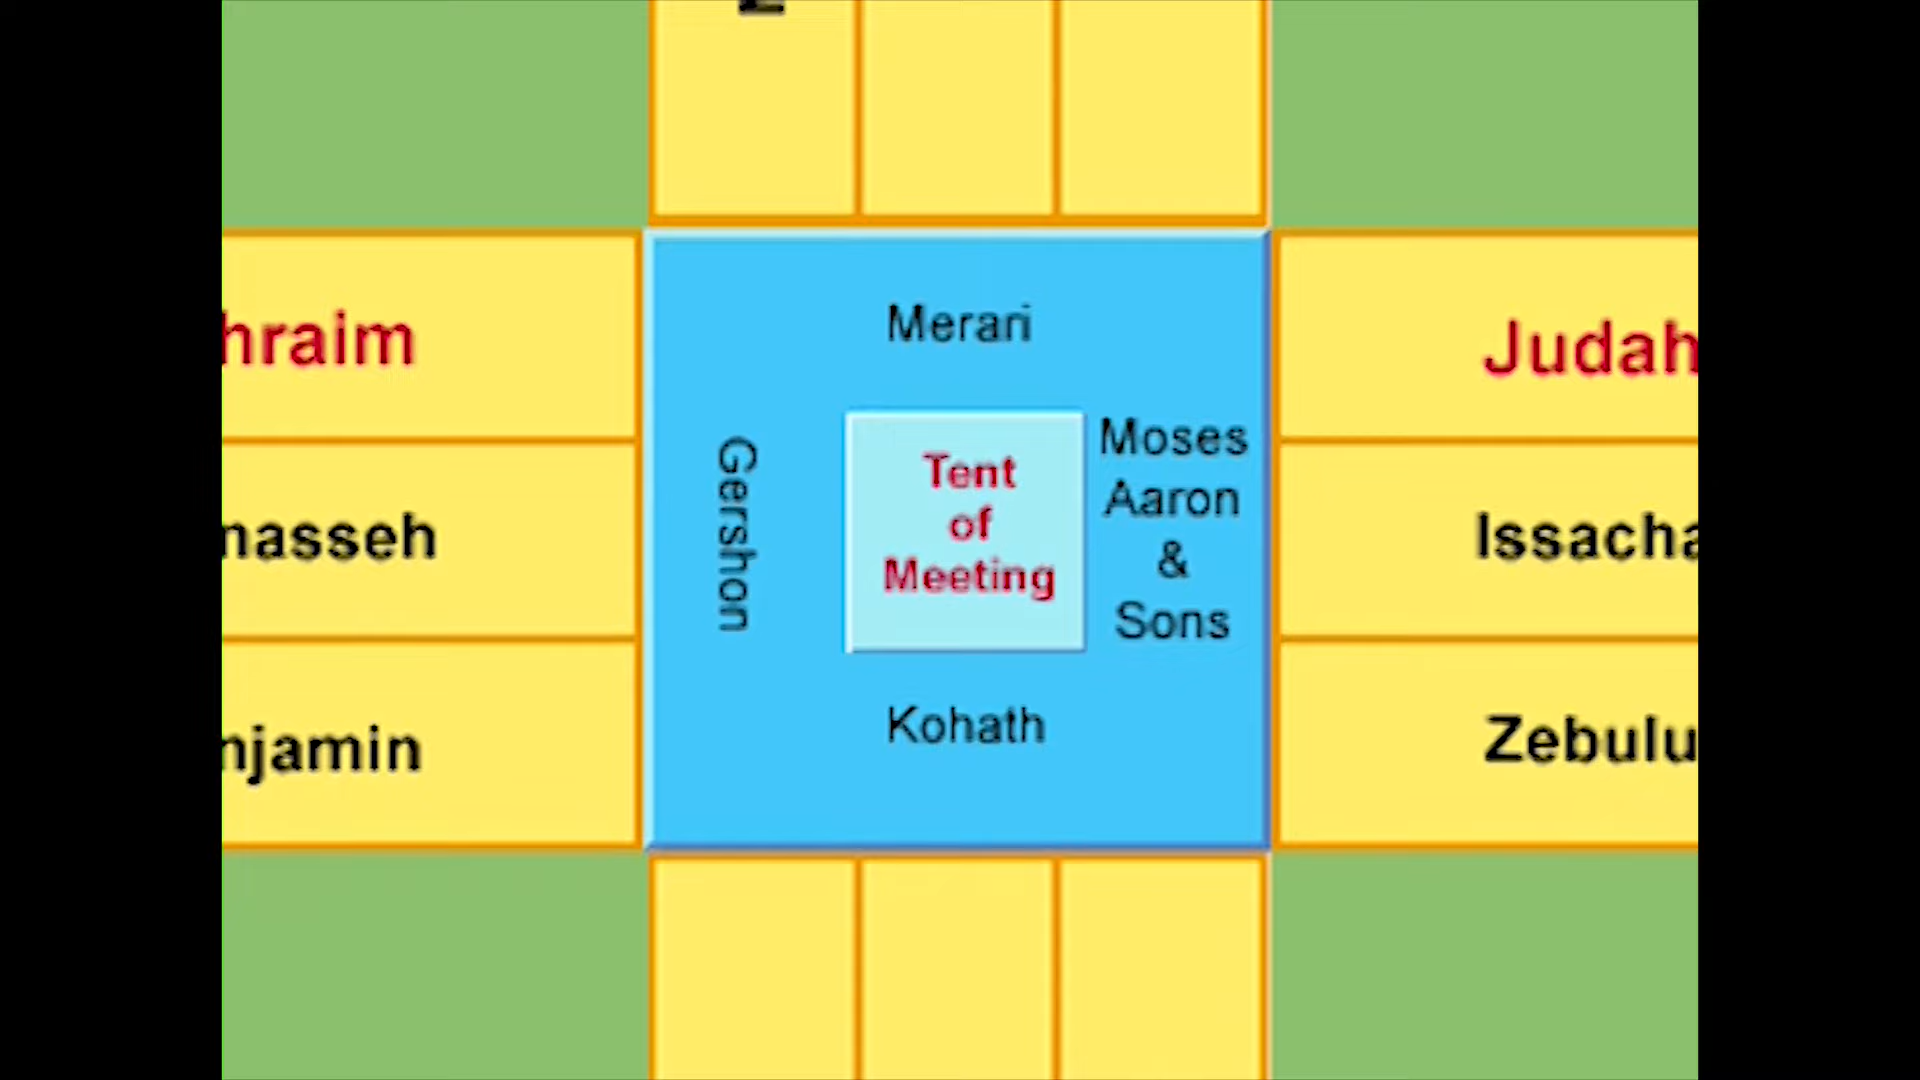 hraim
Merari
Judah
Moses
Aaron
&
Sons
Gershon
Tent
of
Meeting
nasseh
Issacha
Kohath
njamin
Zebulu